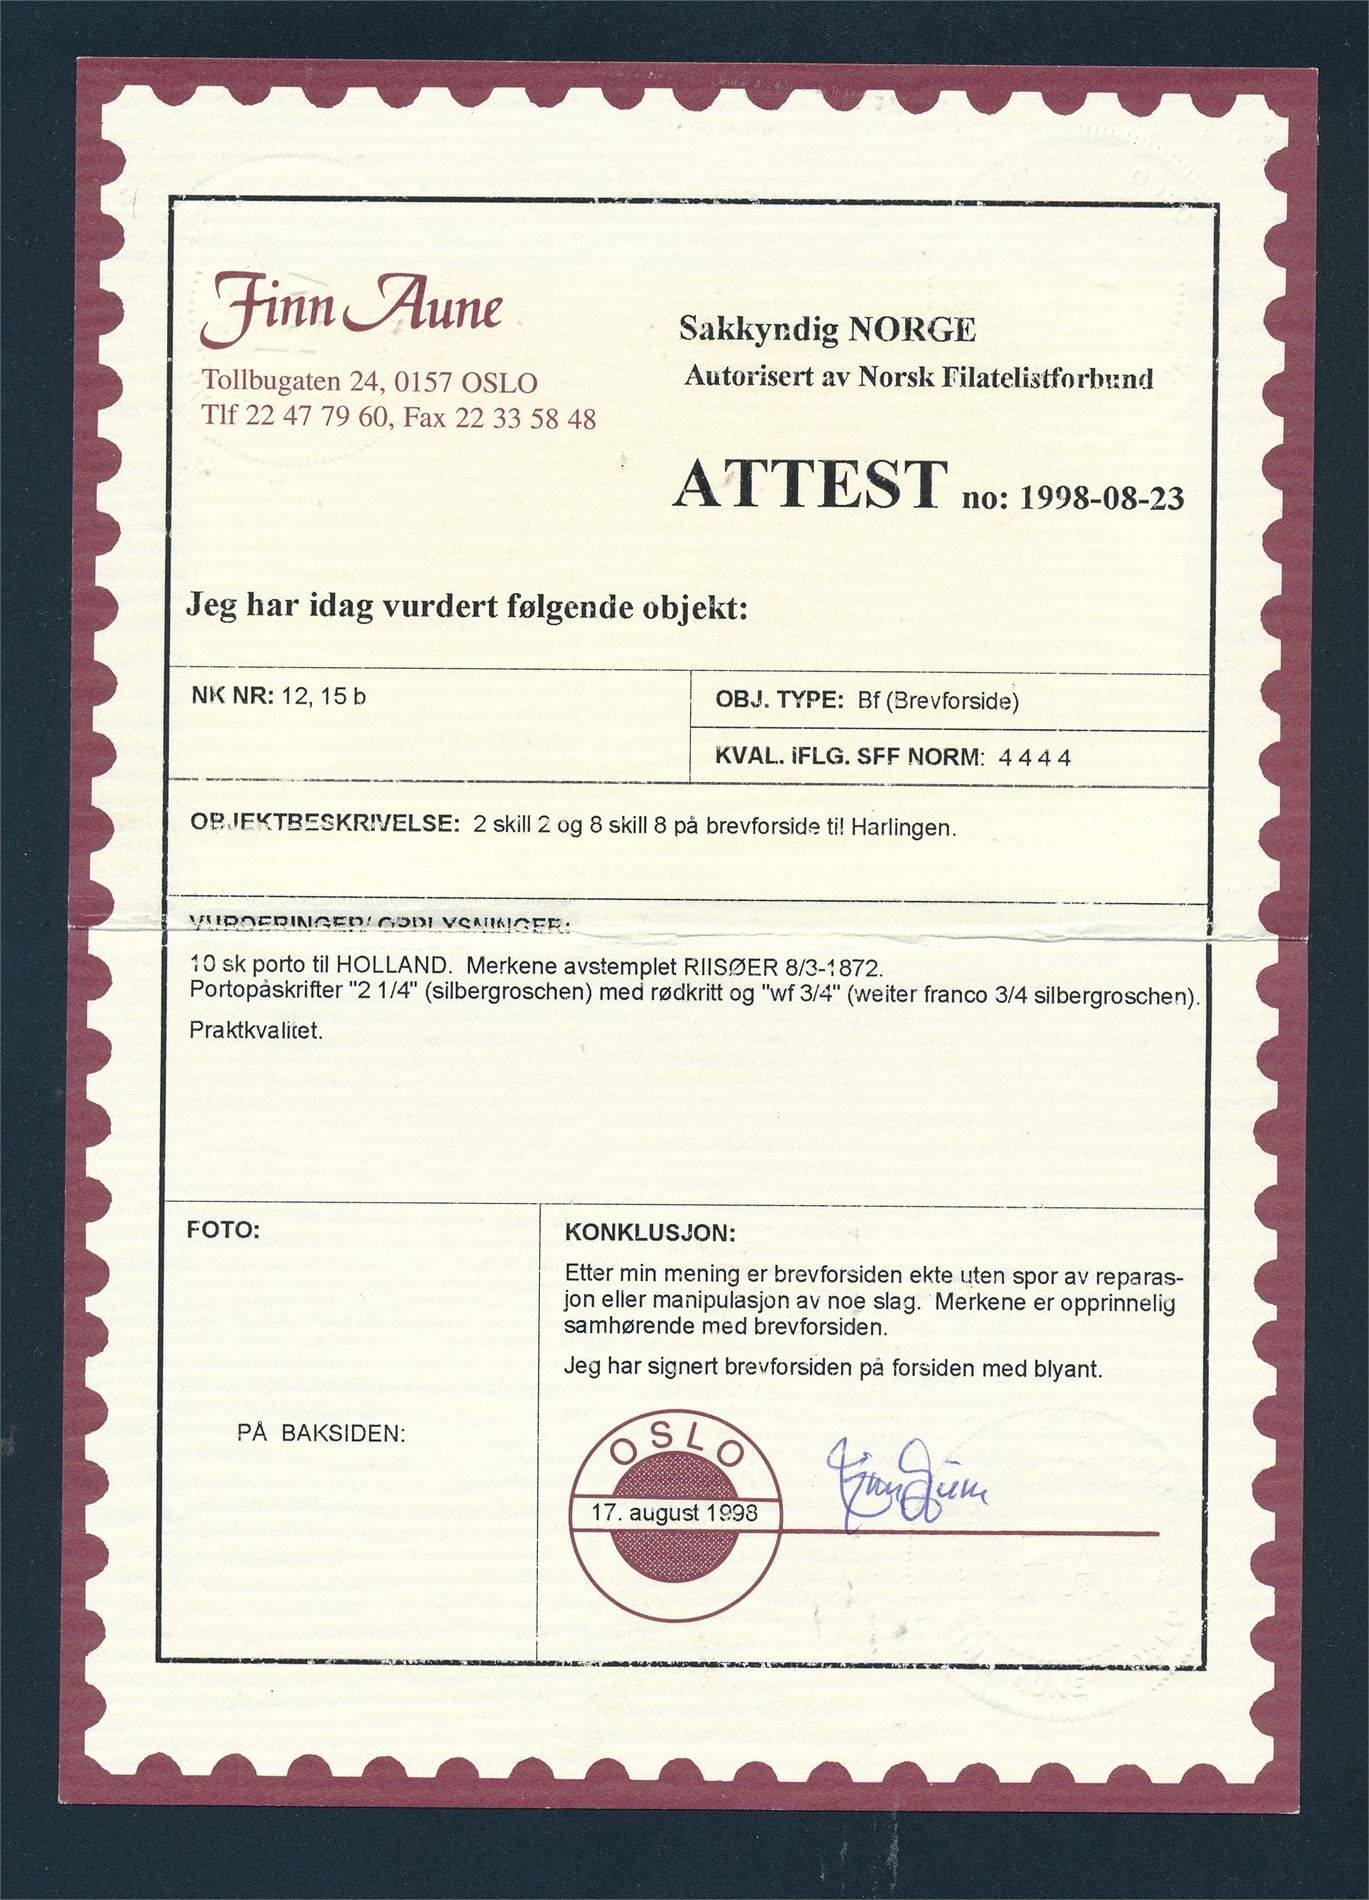 Finn Aune
Tollbugaten 24, 0157 OSLO
Tlf 22 47 79 60, Fax 22 33 58 48
Sakkyndig NORGE
Autorisert av Norsk Filatelistforbund
ATTEST no: 1998-08-23
Jeg har idag vurdert følgende objekt:
NK NR: 12, 15 b
OBJ. TYPE: Bf (Brevforside)
KVAL. IFLG. SFF NORM: 4 4 4 4
OBJEKTBESKRIVELSE: 2 skill 2 og 8 skill 8 på brevforside til Harlingen.
VURDERINGER/ OPPLYSNINGER:
10 sk porto til HOLLAND. Merkene avstemplet RIISØER 8/3-1872.
Portopåskrifter "2 1/4" (silbergroschen) med rødkritt og "wf 3/4" (weiter franco 3/4 silbergroschen).
Praktkvalitet.
FOTO:
PÅ BAKSIDEN:
KONKLUSJON:
Etter min mening er brevforsiden ekte uten spor av reparas-
jon eller manipulasjon av noe slag. Merkene er opprinnelig
samhørende med brevforsiden.
Jeg har signert brevforsiden på forsiden med blyant.
OSLO
17. august 1998
Finn Aune